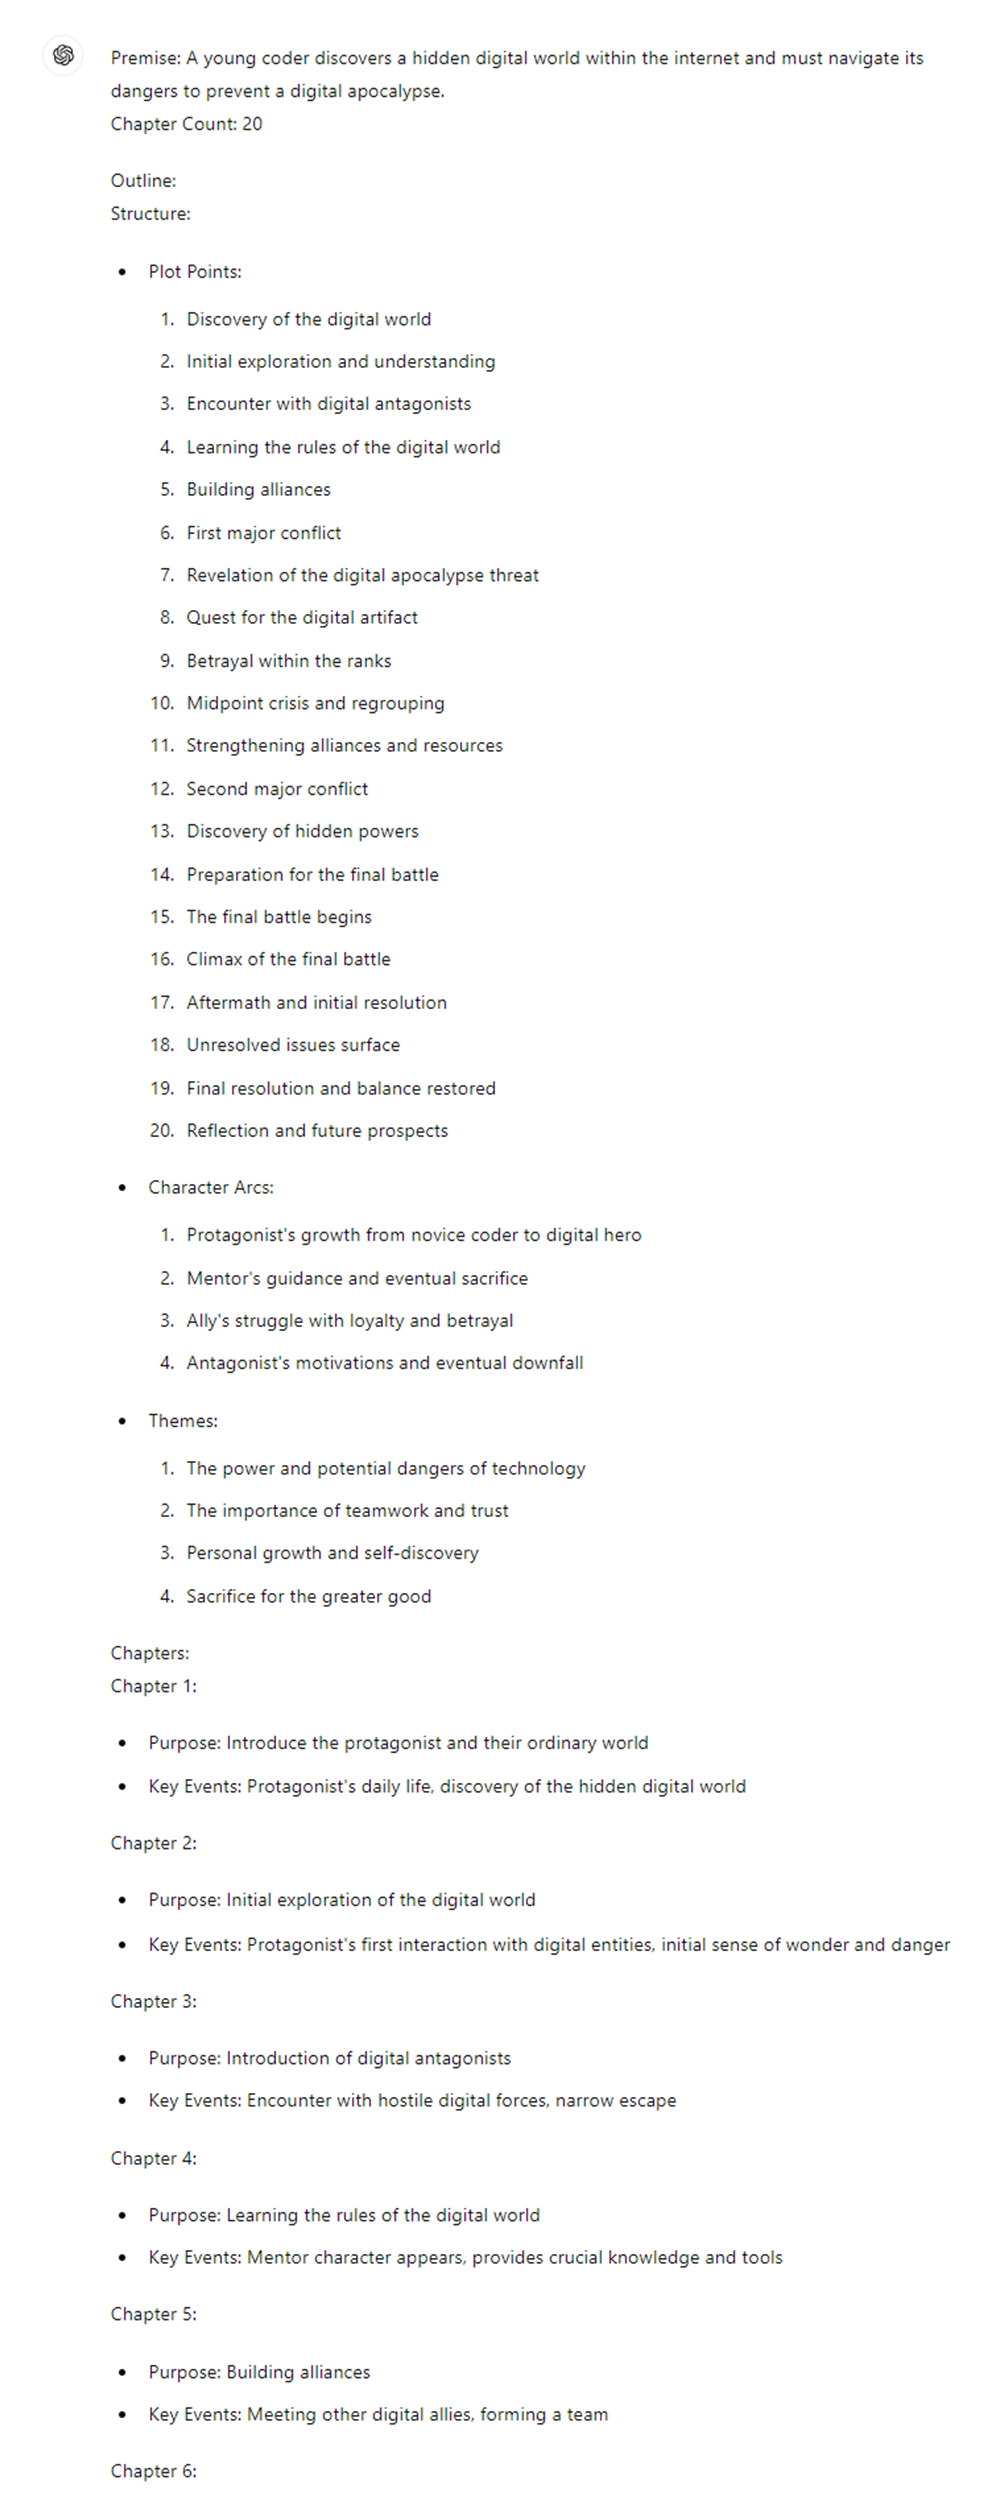 Premise: A young coder discovers a hidden digital world within the internet and must navigate its
dangers to prevent a digital apocalypse.
Chapter Count: 20
Outline:
Structure:
• Plot Points:
1. Discovery of the digital world
2. Initial exploration and understanding
3. Encounter with digital antagonists
4. Learning the rules of the digital world
5. Building alliances
6. First major conflict
7. Revelation of the digital apocalypse threat
8. Quest for the digital artifact
9. Betrayal within the ranks
10. Midpoint crisis and regrouping
11. Strengthening alliances and resources
12. Second major conflict
13. Discovery of hidden powers
14. Preparation for the final battle
15. The final battle begins
16. Climax of the final battle
17. Aftermath and initial resolution
18. Unresolved issues surface
19. Final resolution and balance restored
20. Reflection and future prospects
• Character Arcs:
1. Protagonist's growth from novice coder to digital hero
2. Mentor's guidance and eventual sacrifice
3. Ally's struggle with loyalty and betrayal
4. Antagonist's motivations and eventual downfall
• Themes:
1. The power and potential dangers of technology
2. The importance of teamwork and trust
3. Personal growth and self-discovery
4. Sacrifice for the greater good
Chapters:
Chapter 1:
• Purpose: Introduce the protagonist and their ordinary world
• Key Events: Protagonist's daily life, discovery of the hidden digital world
Chapter 2:
• Purpose: Initial exploration of the digital world
• Key Events: Protagonist's first interaction with digital entities, initial sense of wonder and danger
Chapter 3:
• Purpose: Introduction of digital antagonists
• Key Events: Encounter with hostile digital forces, narrow escape
Chapter 4:
• Purpose: Learning the rules of the digital world
• Key Events: Mentor character appears, provides crucial knowledge and tools
Chapter 5:
• Purpose: Building alliances
• Key Events: Meeting other digital allies, forming a team
Chapter 6: